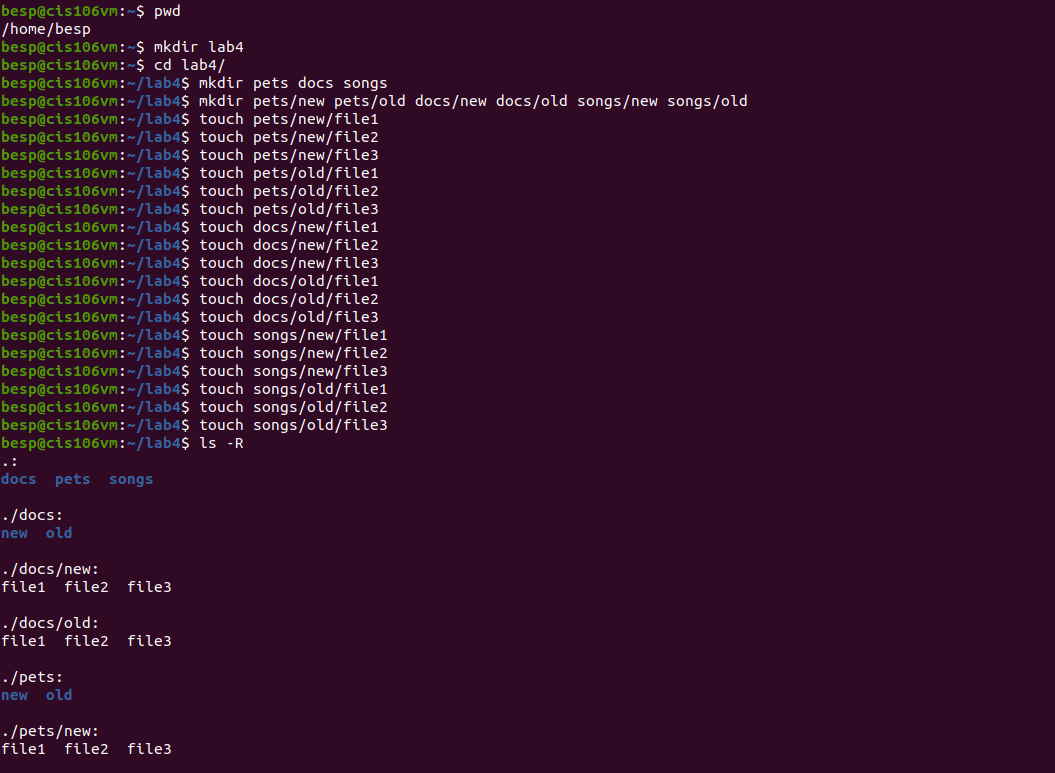 besp@cis106vm:~$ pwd
/home/besp
besp@cis106vm:~$ mkdir lab4
besp@cis106vm:~$ cd lab4/
besp@cis106vm:~/lab4$ mkdir pets docs songs
besp@cis106vm:~/lab4$ mkdir pets/new pets/old docs/new docs/old songs/new songs/old
besp@cis106vm:~/lab4$ touch pets/new/file1
besp@cis106vm:~/lab4$ touch pets/new/file2
besp@cis106vm:~/lab4$ touch pets/new/file3
besp@cis106vm:~/lab4$ touch pets/old/file1
besp@cis106vm:~/lab4$ touch pets/old/file2
besp@cis106vm:~/lab4$ touch pets/old/file3
besp@cis106vm:~/lab4$ touch docs/new/file1
besp@cis106vm:~/lab4$ touch docs/new/file2
besp@cis106vm:~/lab4$ touch docs/new/file3
besp@cis106vm:~/lab4$ touch docs/old/file1
besp@cis106vm:~/lab4$ touch docs/old/file2
besp@cis106vm:~/lab4$ touch docs/old/file3
besp@cis106vm:~/lab4$ touch songs/new/file1
besp@cis106vm:~/lab4$ touch songs/new/file2
besp@cis106vm:~/lab4$ touch songs/new/file3
besp@cis106vm:~/lab4$ touch songs/old/file1
besp@cis106vm:~/lab4$ touch songs/old/file2
besp@cis106vm:~/lab4$ touch songs/old/file3
besp@cis106vm:~/lab4$ ls -R
.:
docs  pets  songs

./docs:
new  old

./docs/new:
file1  file2  file3

./docs/old:
file1  file2  file3

./pets:
new  old

./pets/new:
file1  file2  file3